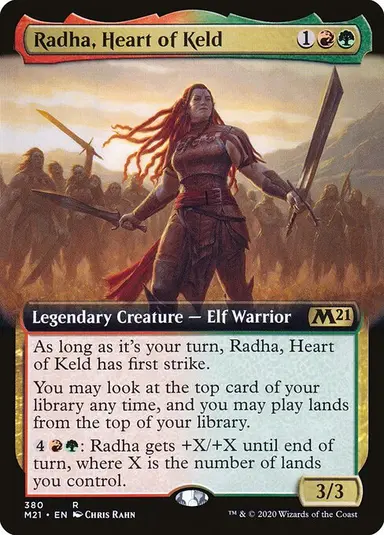 Radha, Heart of Keld 1
Legendary Creature — Elf Warrior M21
As long as it's your turn, Radha, Heart
of Keld has first strike.
You may look at the top card of your
library any time, and you may play lands
from the top of your library.
4 : Radha gets +X/+X until end of
turn, where X is the number of lands
you control.
3/3
380 R
M21 • EN Chris Rahn
™ & © 2020 Wizards of the Coast